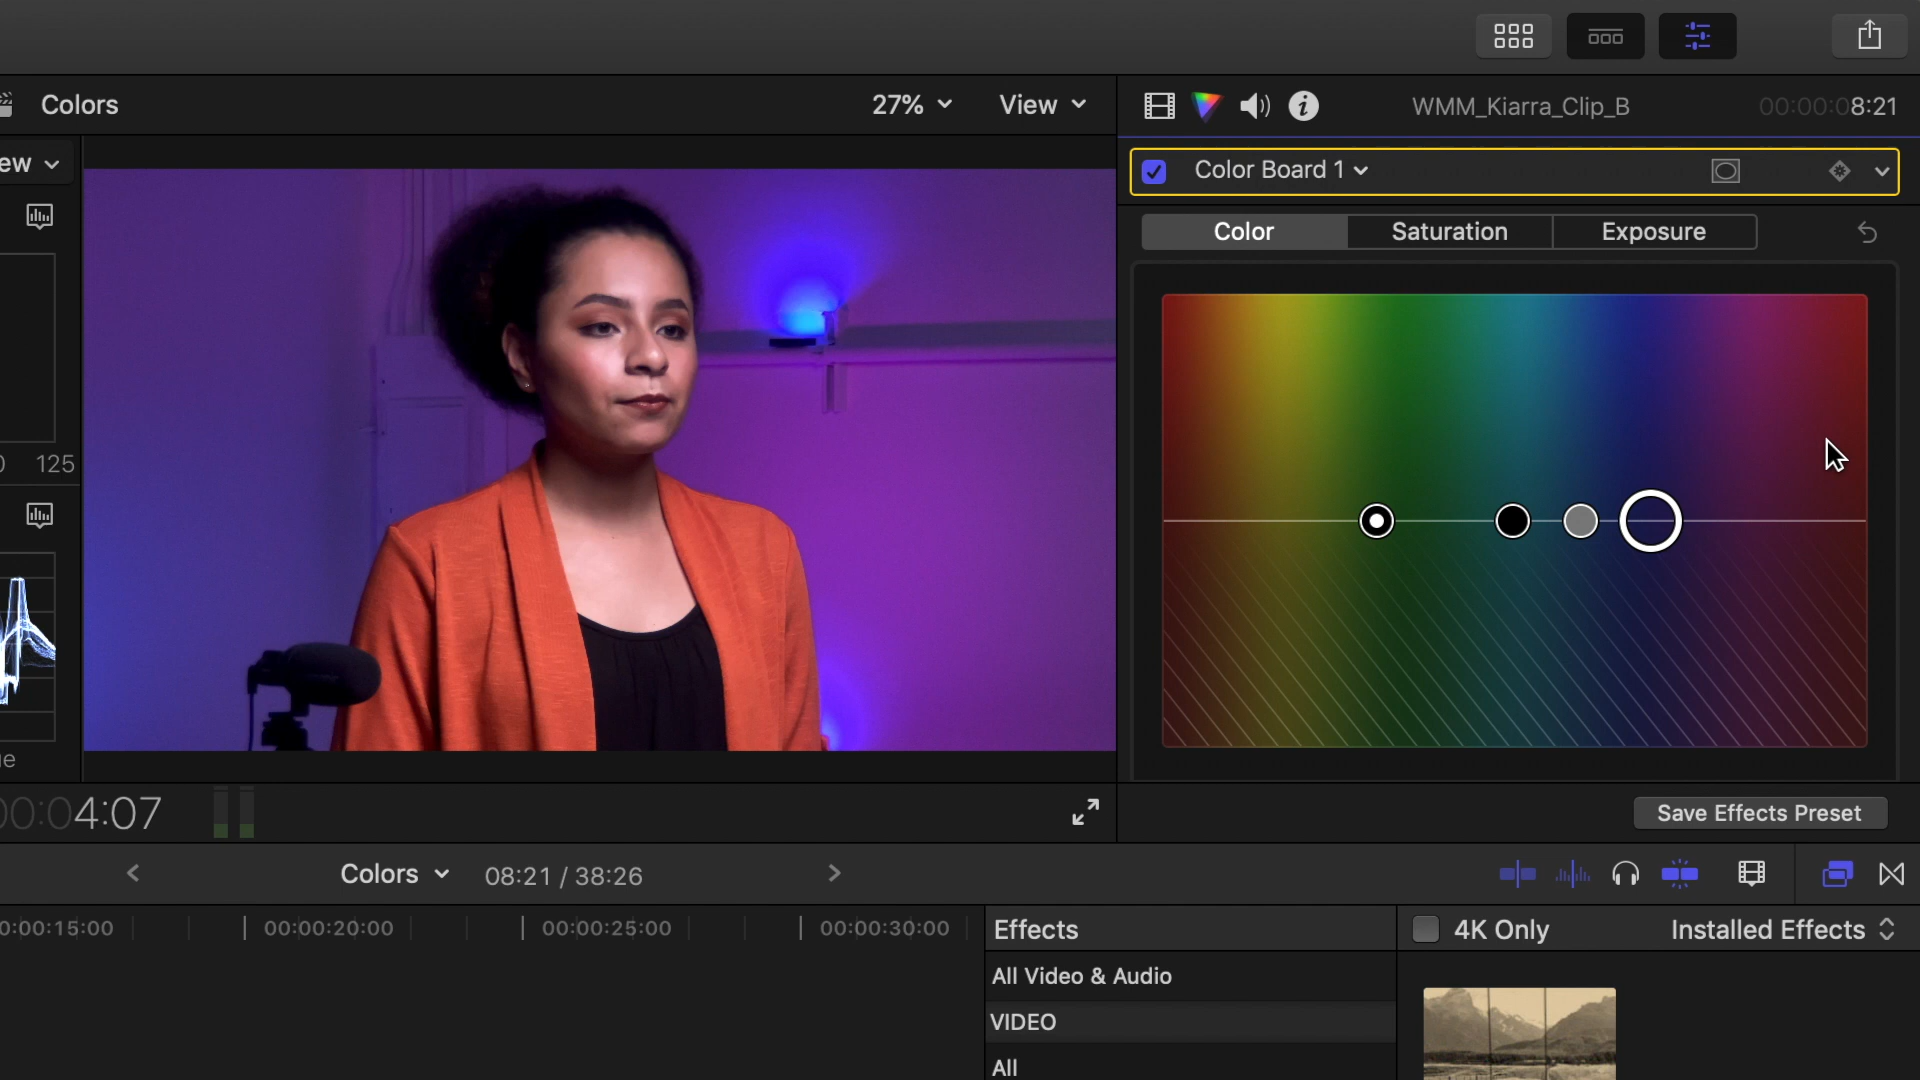 Colors
27%
View
WMM_Kiarra_Clip_B
00:00:08:21
ew
Color Board 1
Color
Saturation
Exposure
125
e
00:04:07
Save Effects Preset
Colors
08:21 / 38:26
0:00:15:00
00:00:20:00
00:00:25:00
00:00:30:00
Effects
4K Only
Installed Effects
All Video & Audio
VIDEO
All